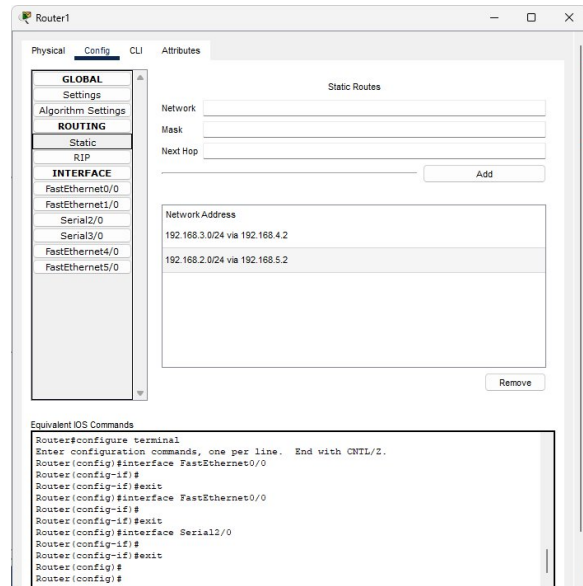 Router1
Physical Config CLI Attributes
GLOBAL
Settings
Algorithm Settings
ROUTING
Static
RIP
INTERFACE
FastEthernet0/0
FastEthernet1/0
Serial2/0
Serial3/0
FastEthernet4/0
FastEthernet5/0
Static Routes
Network
Mask
Next Hop
Add
Network Address
192.168.3.0/24 via 192.168.4.2
192.168.2.0/24 via 192.168.5.2
Remove
Equivalent IOS Commands
Router#configure terminal
Enter configuration commands, one per line. End with CNTL/Z.
Router(config)#interface FastEthernet0/0
Router(config-if)#
Router(config-if)#exit
Router(config)#interface FastEthernet0/0
Router(config-if)#
Router(config-if)#exit
Router(config)#interface Serial2/0
Router(config-if)#
Router(config-if)#exit
Router(config)#
Router(config)#